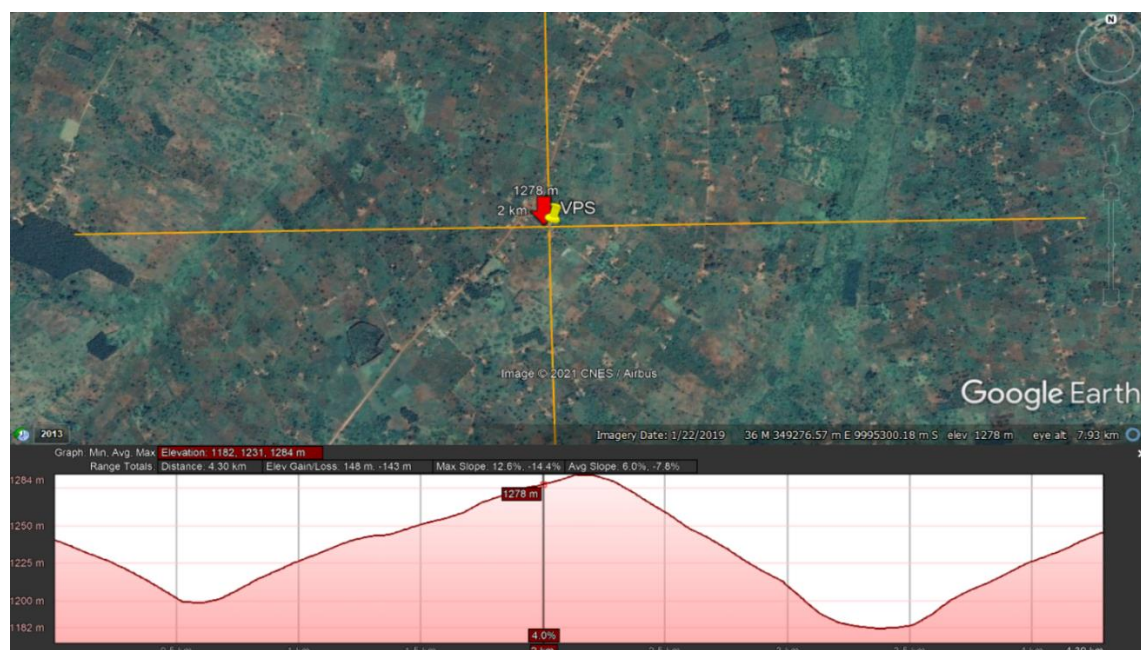 N
1278 m
2 km
VPS
Image © 2021 CNES / Airbus
Google Earth
2013
Imagery Date: 1/22/2019 36 M 349276.57 m E 9995300.18 m S elev 1278 m eye alt 7.93 km
Graph: Min, Avg, Max Elevation: 1182, 1231, 1284 m
Range Totals: Distance: 4.30 km Elev Gain/Loss: 148 m, -143 m Max Slope: 12.6%, -14.4% Avg Slope: 6.0%, -7.8%
1284 m
1278 m
1250 m
1225 m
1200 m
1182 m
4.0%